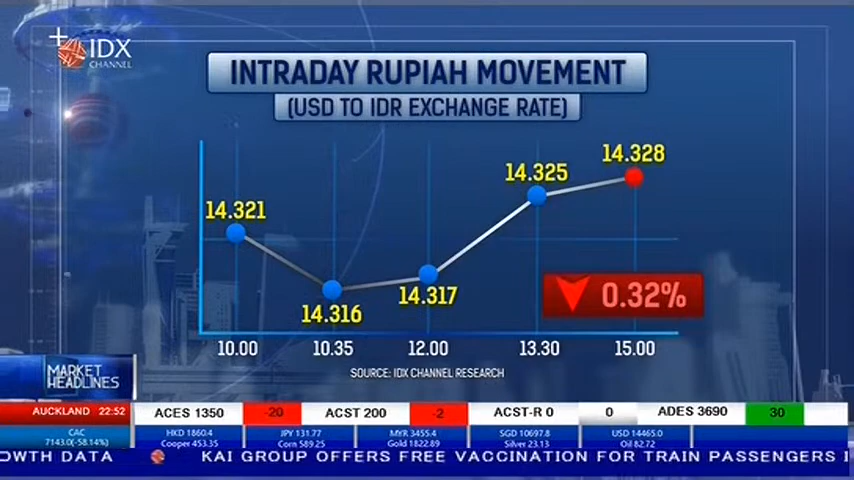 IDX
CHANNEL
INTRADAY RUPIAH MOVEMENT
(USD TO IDR EXCHANGE RATE)
14.321
14.316
14.317
14.325
14.328
0.32%
10.00 10.35 12.00 13.30 15.00
SOURCE: IDX CHANNEL RESEARCH
MARKET
HEADLINES
AUCKLAND 22:52 ACES 1350 -20 ACST 200 -2 ACST-R 0 0 ADES 3690 30
CAC HKD 1860.4 JPY 131.77 MYR 3455.4 SGD 10697.8 USD 14465.0
7143.0(-58.14%) Copper 453.35 Corn 589.25 Gold 1822.89 Silver 23.13 Oil 82.72
OWTH DATA KAI GROUP OFFERS FREE VACCINATION FOR TRAIN PASSENGERS I